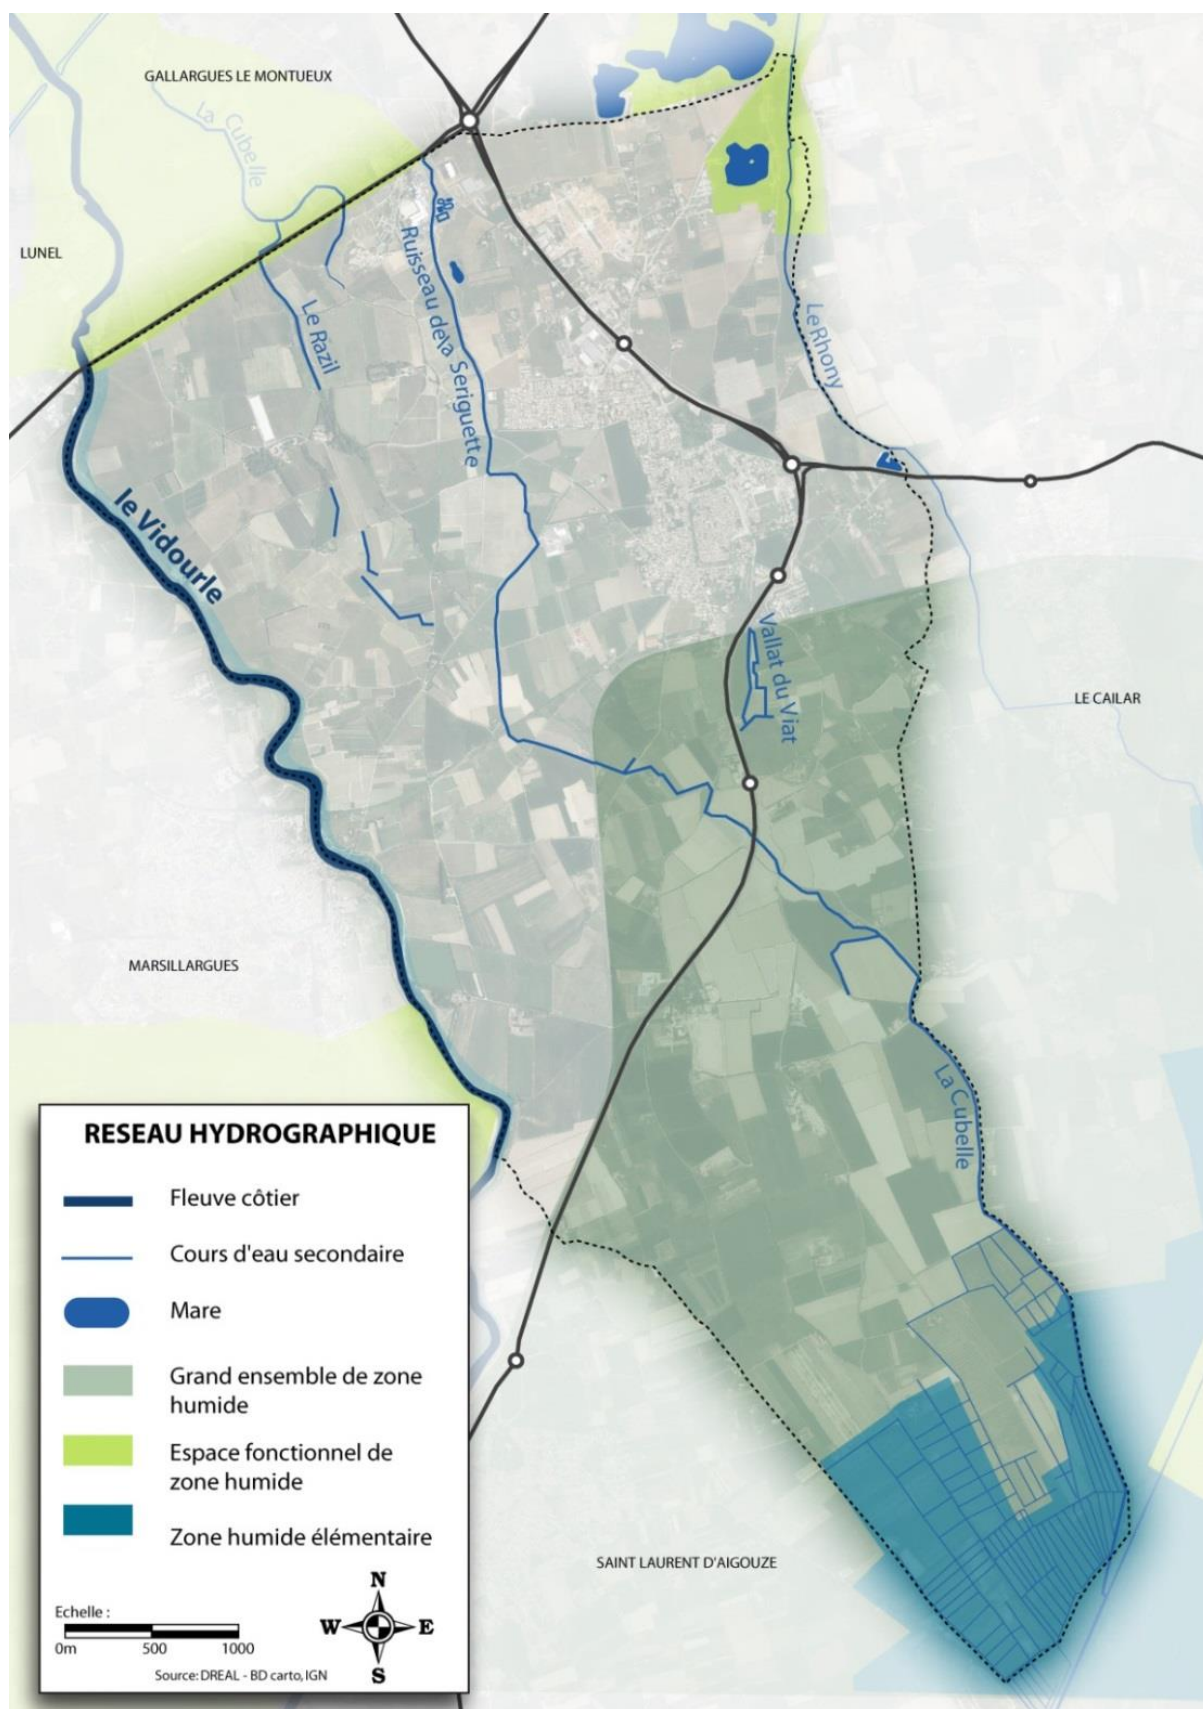 GALLARGUES LE MONTUEUX
La Cubelle
LUNEL
Ruisseau de la Seriguette
Le Razil
Le Rhony
le Vidourle
Vallat du Viat
LE CAILAR
MARSILLARGUES
La Cubelle
RESEAU HYDROGRAPHIQUE
Fleuve côtier
Cours d'eau secondaire
Mare
Grand ensemble de zone
humide
Espace fonctionnel de
zone humide
Zone humide élémentaire
SAINT LAURENT D'AIGOUZE
N
W E
S
Echelle :
0m 500 1000
Source: DREAL - BD carto, IGN